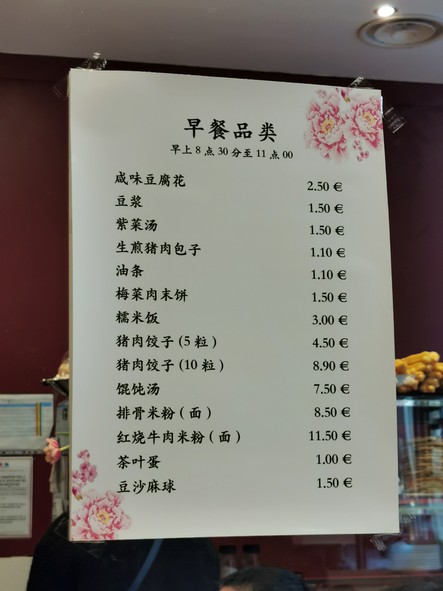 早餐品类
早上 8 点 30 分至 11 点 00
咸味豆腐花 2.50 €
豆浆 1.50 €
紫菜汤 1.50 €
生煎猪肉包子 1.10 €
油条 1.10 €
梅菜肉末饼 1.50 €
糯米饭 3.00 €
猪肉饺子 (5 粒) 4.50 €
猪肉饺子 (10 粒) 8.90 €
馄饨汤 7.50 €
排骨米粉 (面) 8.50 €
红烧牛肉米粉 (面) 11.50 €
茶叶蛋 1.00 €
豆沙麻球 1.50 €